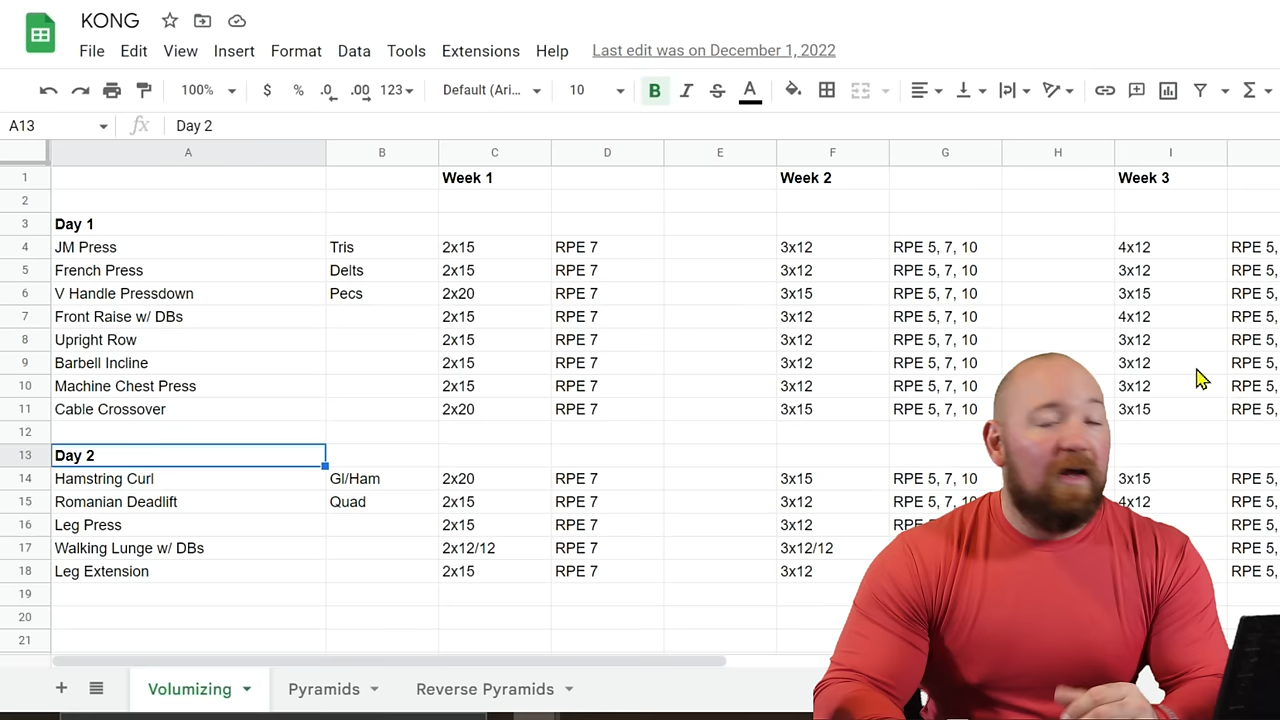 KONG
File Edit View Insert Format Data Tools Extensions Help Last edit was on December 1, 2022
100% $ % .0 .00 123 Default (Ari... 10 B I S A Σ
A13 fx Day 2
A B C D E F G H I
1 Week 1 Week 2 Week 3
2
3 Day 1
4 JM Press Tris 2x15 RPE 7 3x12 RPE 5, 7, 10 4x12 RPE 5,
5 French Press Delts 2x15 RPE 7 3x12 RPE 5, 7, 10 3x12 RPE 5,
6 V Handle Pressdown Pecs 2x20 RPE 7 3x15 RPE 5, 7, 10 3x15 RPE 5,
7 Front Raise w/ DBs 2x15 RPE 7 3x12 RPE 5, 7, 10 4x12 RPE 5,
8 Upright Row 2x15 RPE 7 3x12 RPE 5, 7, 10 3x12 RPE 5,
9 Barbell Incline 2x15 RPE 7 3x12 RPE 5, 7, 10 3x12 RPE 5,
10 Machine Chest Press 2x15 RPE 7 3x12 RPE 5, 7, 10 3x12 RPE 5,
11 Cable Crossover 2x20 RPE 7 3x15 RPE 5, 7, 10 3x15 RPE 5,
12
13 Day 2
14 Hamstring Curl Gl/Ham 2x20 RPE 7 3x15 RPE 5, 7, 10 3x15 RPE 5,
15 Romanian Deadlift Quad 2x15 RPE 7 3x12 RPE 5, 7, 10 4x12 RPE 5,
16 Leg Press 2x15 RPE 7 3x12 RPE 5,
17 Walking Lunge w/ DBs 2x12/12 RPE 7 3x12/12 RPE 5,
18 Leg Extension 2x15 RPE 7 3x12 RPE 5,
19
20
21
Volumizing Pyramids Reverse Pyramids